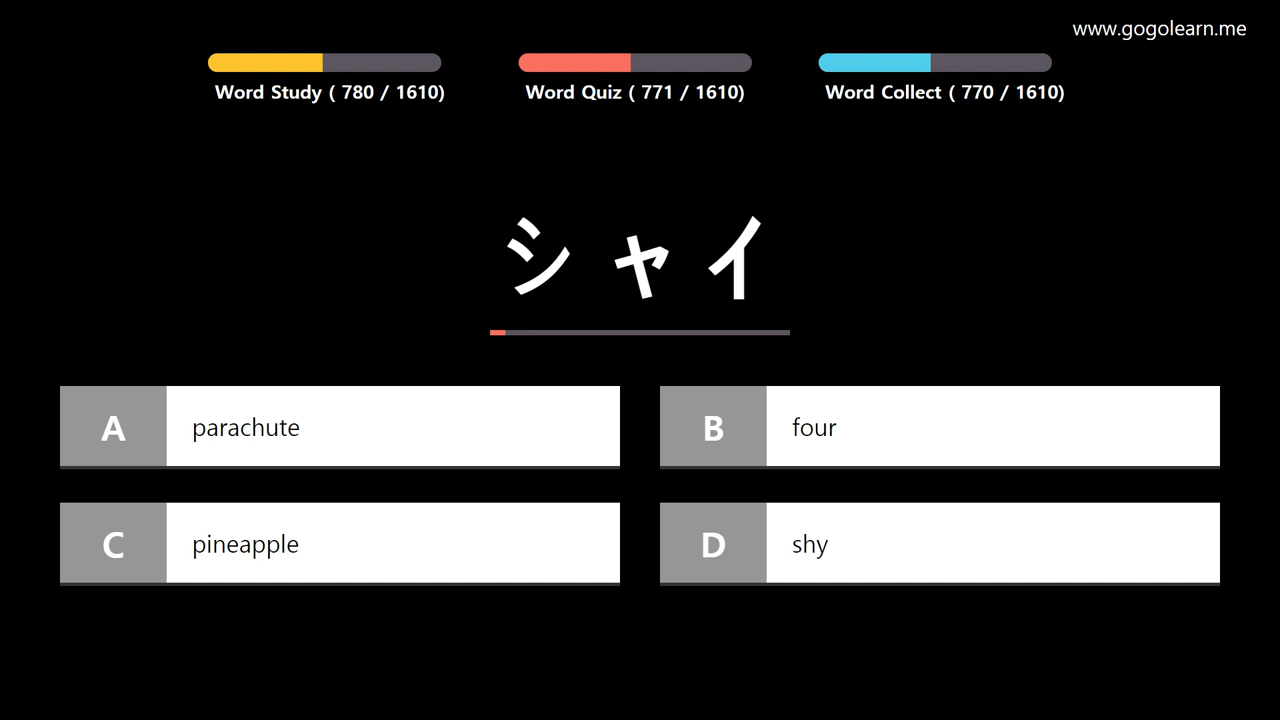 www.gogolearn.me
Word Study ( 780 / 1610)
Word Quiz ( 771 / 1610)
Word Collect ( 770 / 1610)
シャイ
A parachute
B four
C pineapple
D shy